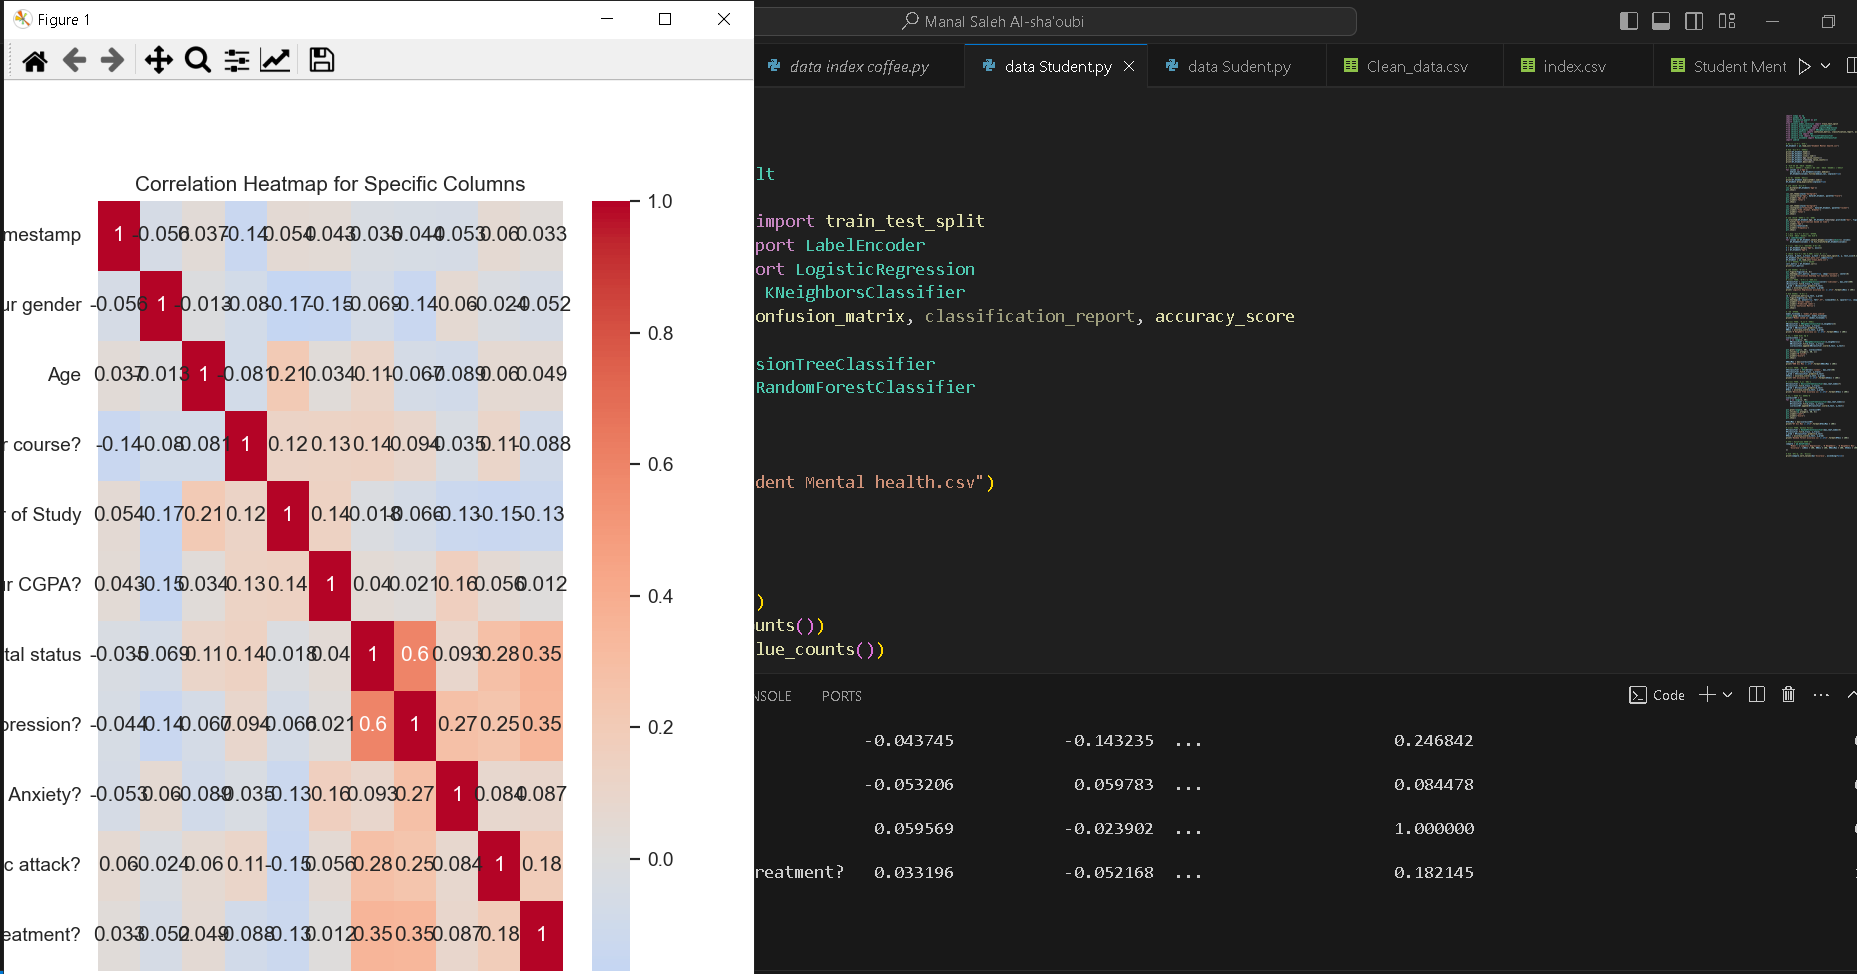 Figure 1
Manal Saleh Al-sha'oubi
data index coffee.py
data Student.py
data Sudent.py
Clean_data.csv
index.csv
Student Ment
Correlation Heatmap for Specific Columns
mestamp 1 -0.056 0.037 -0.14 0.054 0.043 -0.035 -0.044 -0.053 0.06 0.033
ur gender -0.056 1 -0.013 -0.08 -0.17 -0.15 -0.069 -0.14 0.06 -0.024 -0.052
Age 0.037 -0.013 1 -0.081 0.21 0.034 0.11 -0.067 -0.089 0.06 0.049
r course? -0.14 -0.08 -0.081 1 0.12 0.13 0.14 0.094 -0.035 0.11 -0.088
r of Study 0.054 -0.17 0.21 0.12 1 0.14 -0.018 -0.066 -0.13 -0.15 -0.13
ur CGPA? 0.043 -0.15 0.034 0.13 0.14 1 0.04 0.021 0.16 0.056 0.012
tal status -0.035 -0.069 0.11 0.14 -0.018 0.04 1 0.6 0.093 0.28 0.35
pression? -0.044 -0.14 -0.067 0.094 -0.066 0.021 0.6 1 0.27 0.25 0.35
Anxiety? -0.053 0.06 -0.089 -0.035 -0.13 0.16 0.093 0.27 1 0.084 0.087
c attack? 0.06 -0.024 0.06 0.11 -0.15 0.056 0.28 0.25 0.084 1 0.18
eatment? 0.033 -0.052 0.049 -0.088 -0.13 0.012 0.35 0.35 0.087 0.18 1
1.0
0.8
0.6
0.4
0.2
0.0
lt
import train_test_split
port LabelEncoder
ort LogisticRegression
KNeighborsClassifier
onfusion_matrix, classification_report, accuracy_score
sionTreeClassifier
RandomForestClassifier
dent Mental health.csv")
)
unts())
lue_counts())
NSOLE PORTS
Code
-0.043745 -0.143235 ... 0.246842
-0.053206 0.059783 ... 0.084478
0.059569 -0.023902 ... 1.000000
reatment? 0.033196 -0.052168 ... 0.182145